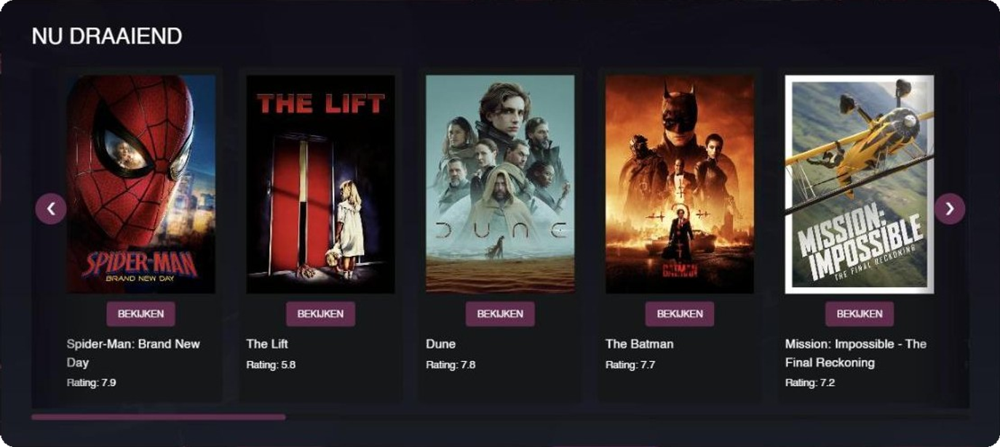 NU DRAAIEND
SPIDER-MAN
BRAND NEW DAY
THE LIFT
DUNE
BATMAN
MISSION:
IMPOSSIBLE
THE FINAL RECKONING
BEKIJKEN
BEKIJKEN
BEKIJKEN
BEKIJKEN
BEKIJKEN
Spider-Man: Brand New
Day
Rating: 7.9
The Lift
Rating: 5.8
Dune
Rating: 7.8
The Batman
Rating: 7.7
Mission: Impossible - The
Final Reckoning
Rating: 7.2